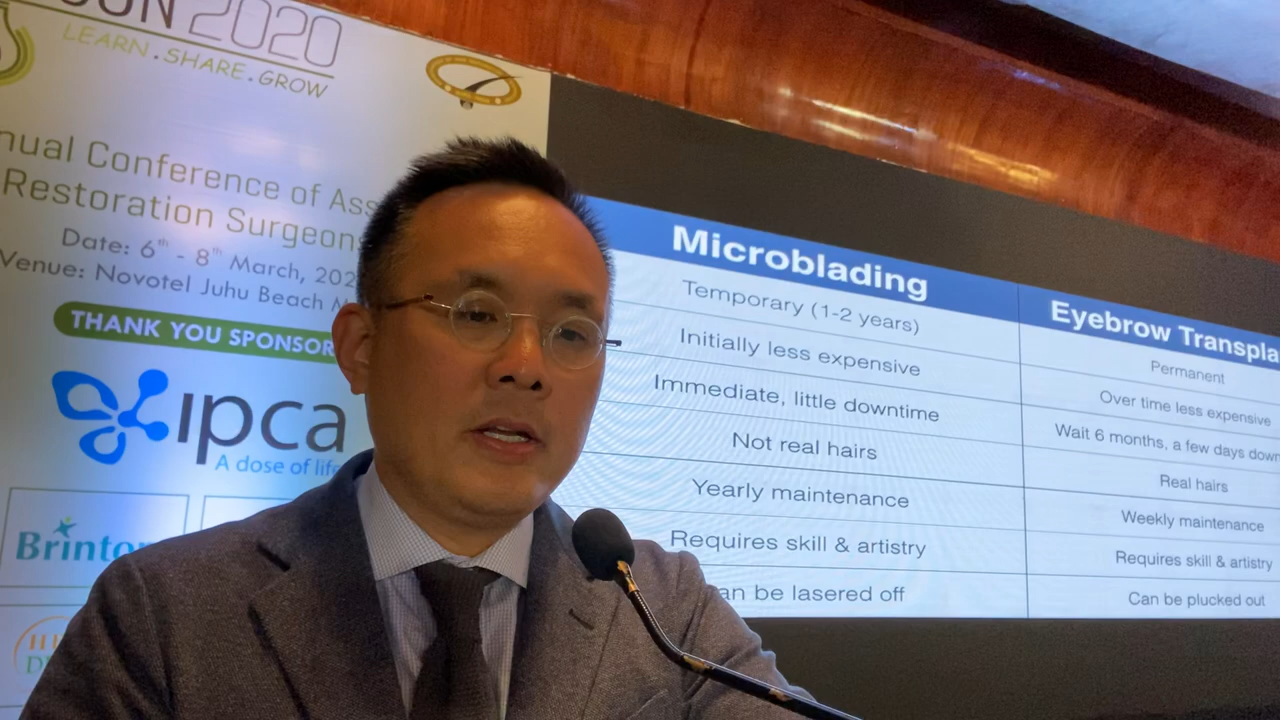 CON 2020
LEARN . SHARE . GROW
nual Conference of Ass
Restoration Surgeons
Date: 6th - 8th March, 202
Venue: Novotel Juhu Beach M
THANK YOU SPONSOR
ipca
A dose of life
Brinton
Microblading
Temporary (1-2 years)
Initially less expensive
Immediate, little downtime
Not real hairs
Yearly maintenance
Requires skill & artistry
an be lasered off
Eyebrow Transpla
Permanent
Over time less expensive
Wait 6 months, a few days down
Real hairs
Weekly maintenance
Requires skill & artistry
Can be plucked out